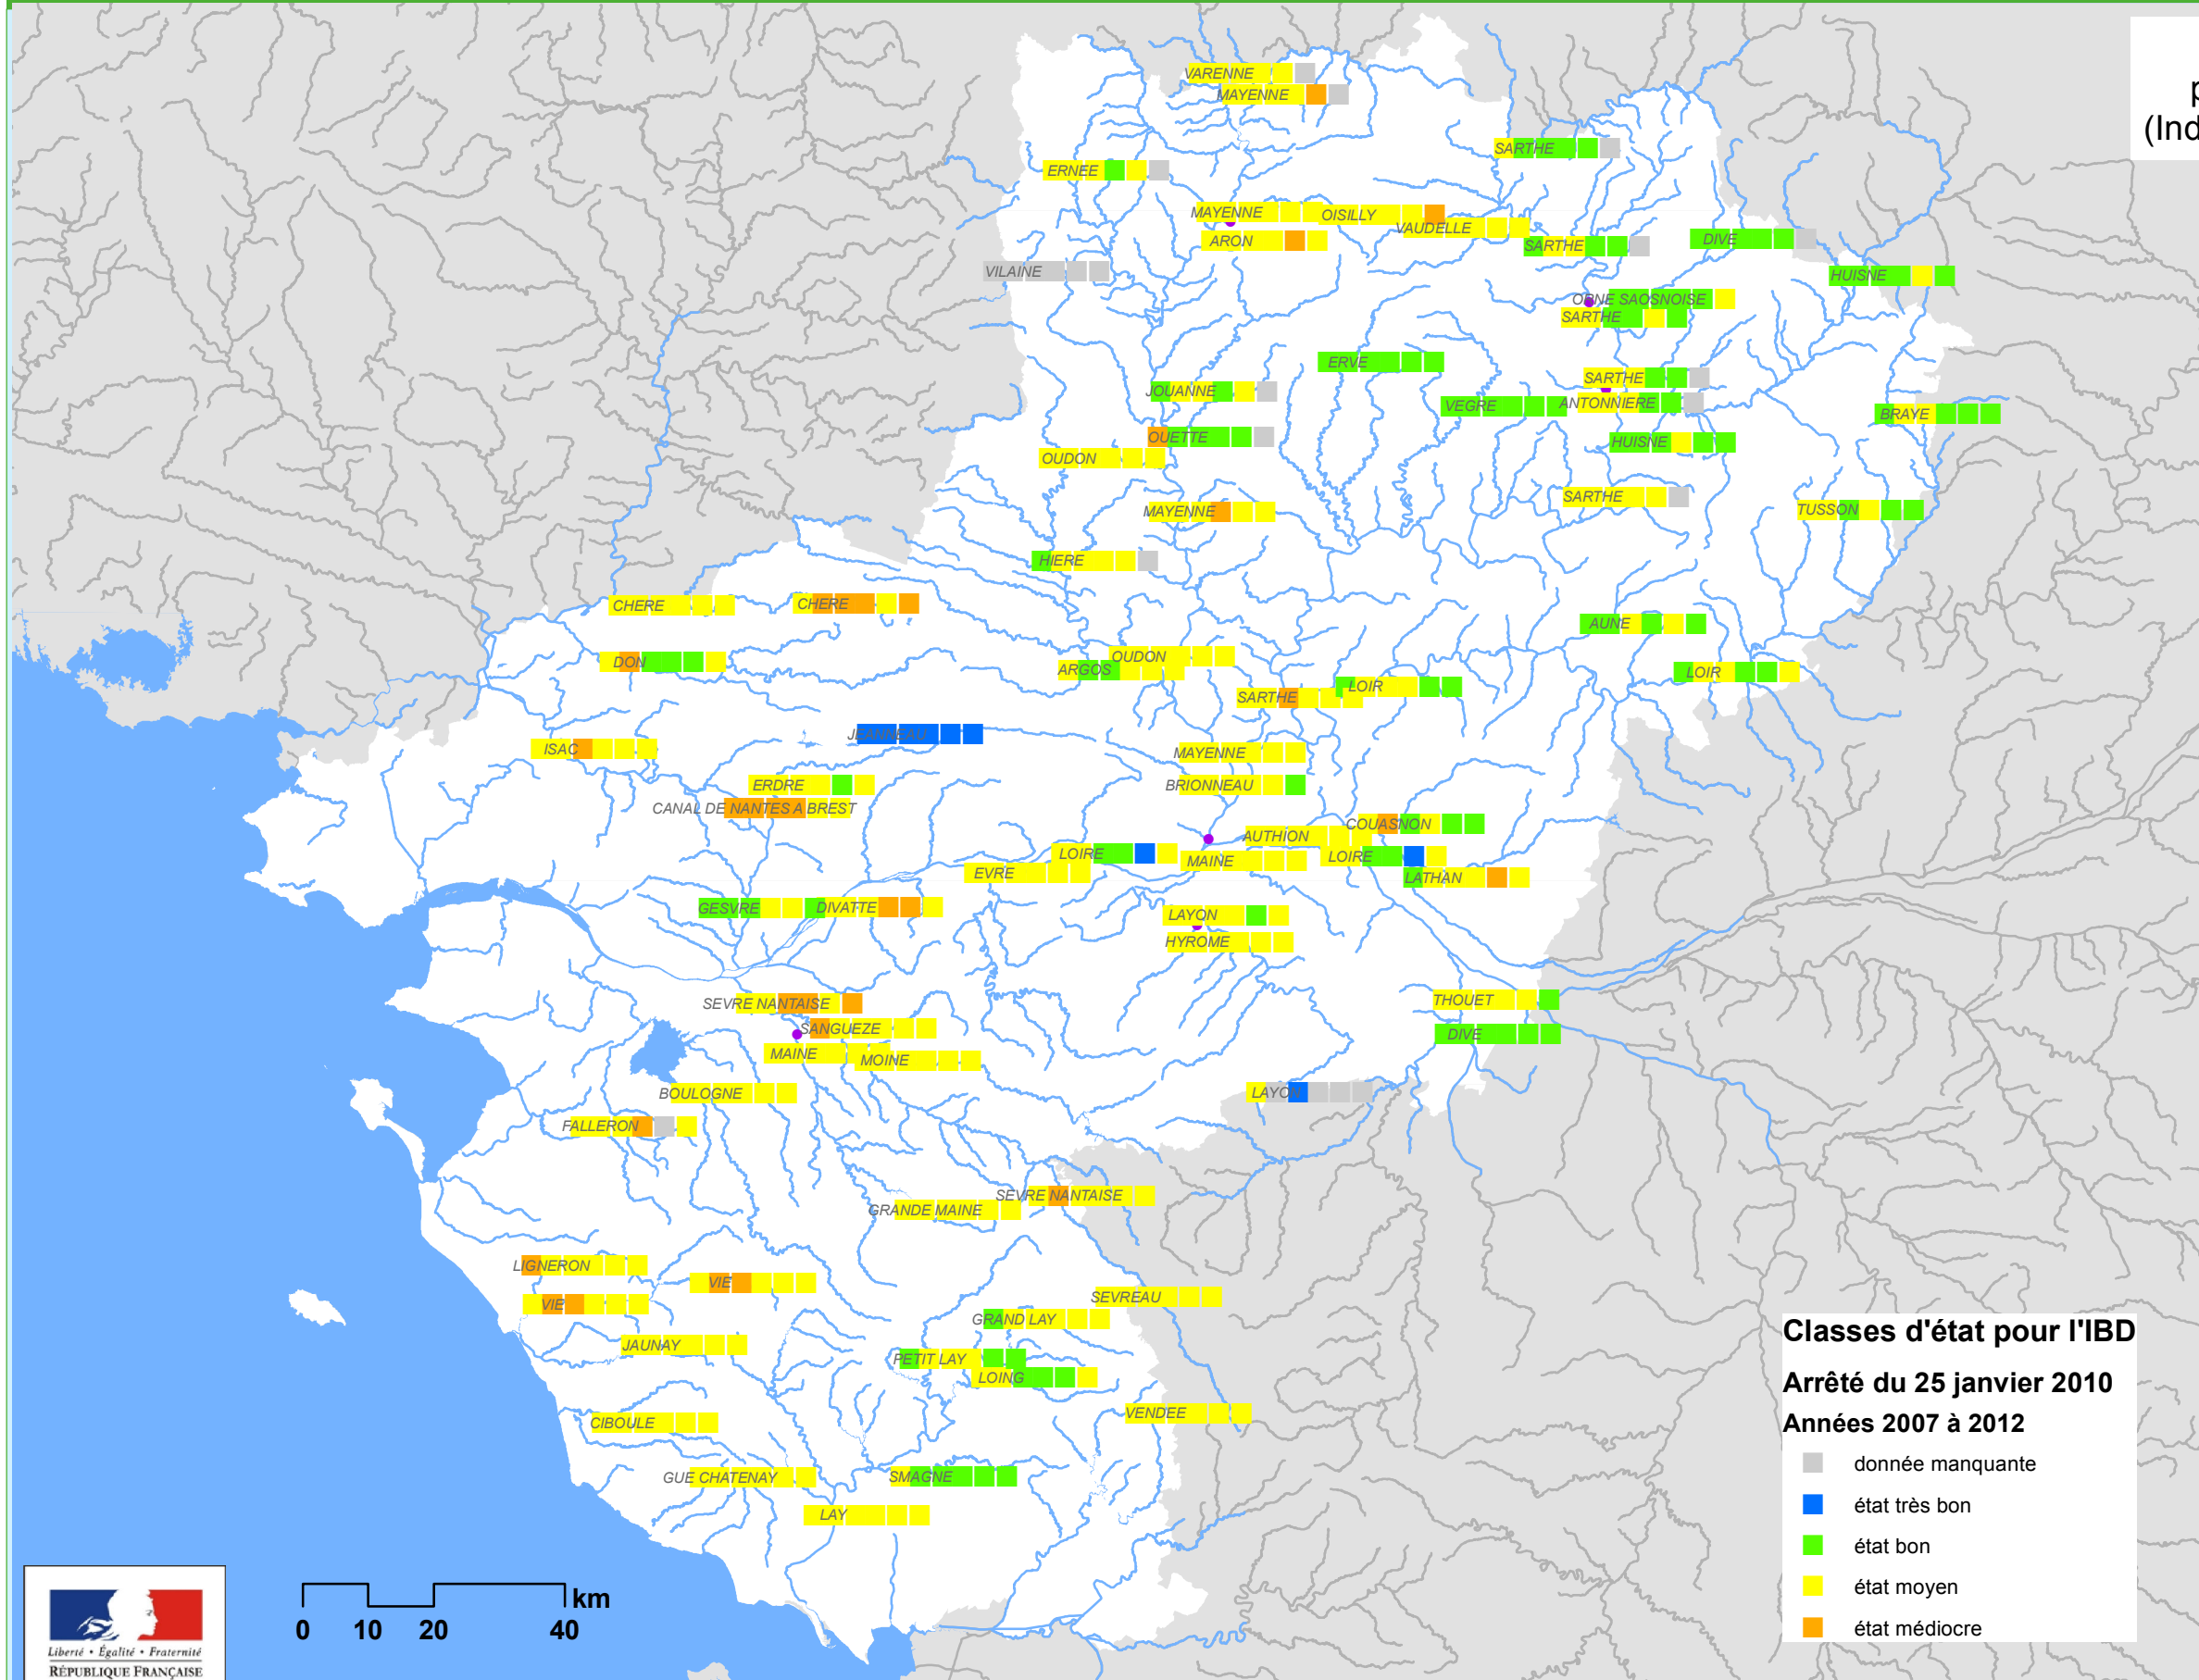 p
(Ind
VARENNE
MAYENNE
SARTHE
ERNEE
MAYENNE
OISILLY
VAUDELLE
ARON
SARTHE
DIVE
VILAINE
HUISNE
ORNE SAOSNOISE
SARTHE
ERVE
SARTHE
JOUANNE
VEGRE
ANTONNIERE
BRAYE
OUETTE
HUISNE
OUDON
SARTHE
MAYENNE
TUSSON
HIERE
CHERE
CHERE
AUNE
DON
OUDON
ARGOS
LOIR
LOIR
SARTHE
JEANNEAU
ISAC
MAYENNE
ERDRE
BRIONNEAU
CANAL DE NANTES A BREST
COUASNON
AUTHION
LOIRE
MAINE
LOIRE
EVRE
LATHAN
GESVRE
DIVATTE
LAYON
HYROME
SEVRE NANTAISE
THOUET
SANGUEZE
DIVE
MAINE
MOINE
BOULOGNE
LAYON
FALLERON
SEVRE NANTAISE
GRANDE MAINE
LIGNERON
VIE
SEVREAU
VIE
GRAND LAY
JAUNAY
PETIT LAY
LOING
VENDEE
CIBOULE
GUE CHATENAY
SMAGNE
LAY
Classes d'état pour l'IBD
Arrêté du 25 janvier 2010
Années 2007 à 2012
donnée manquante
état très bon
état bon
état moyen
état médiocre
km
0 10 20 40
Liberté • Égalité • Fraternité
RÉPUBLIQUE FRANÇAISE